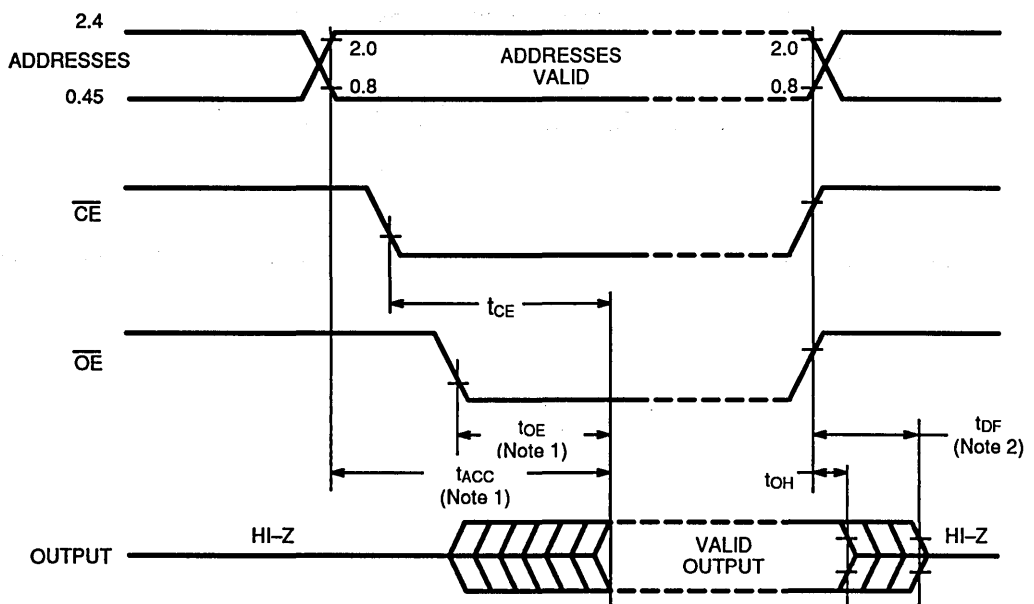 2.4
ADDRESSES
0.45
2.0
0.8
ADDRESSES
VALID
2.0
0.8
CE
tCE
OE
tOE
(Note 1)
tACC
(Note 1)
tDF
(Note 2)
tOH
OUTPUT
HI–Z
VALID
OUTPUT
HI–Z